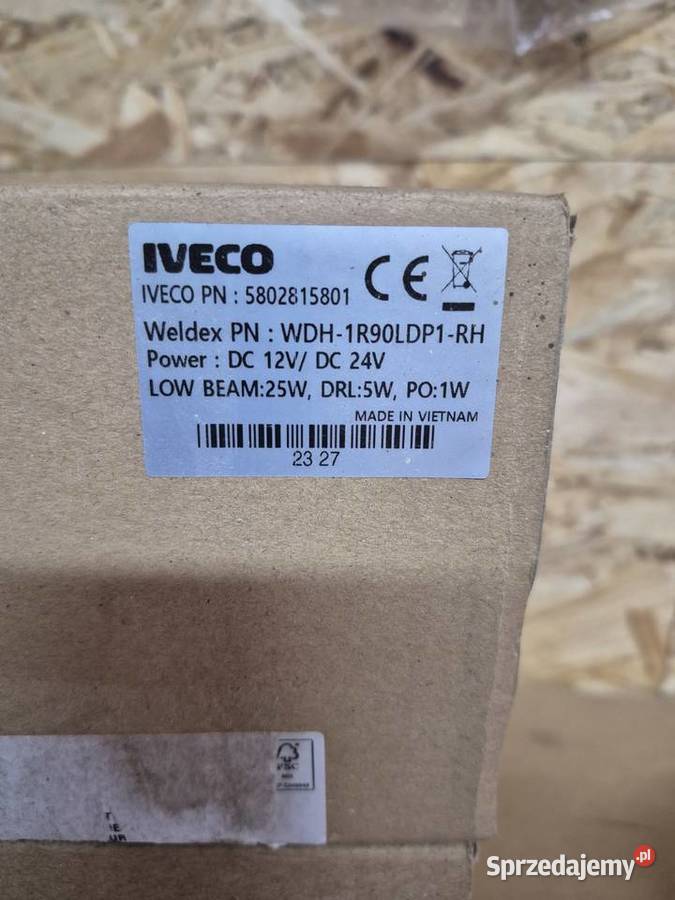 IVECO
IVECO PN : 5802815801
Weldex PN : WDH-1R90LDP1-RH
Power : DC 12V/ DC 24V
LOW BEAM:25W, DRL:5W, PO:1W
MADE IN VIETNAM
23 27
FSC
Sprzedajemy.pl